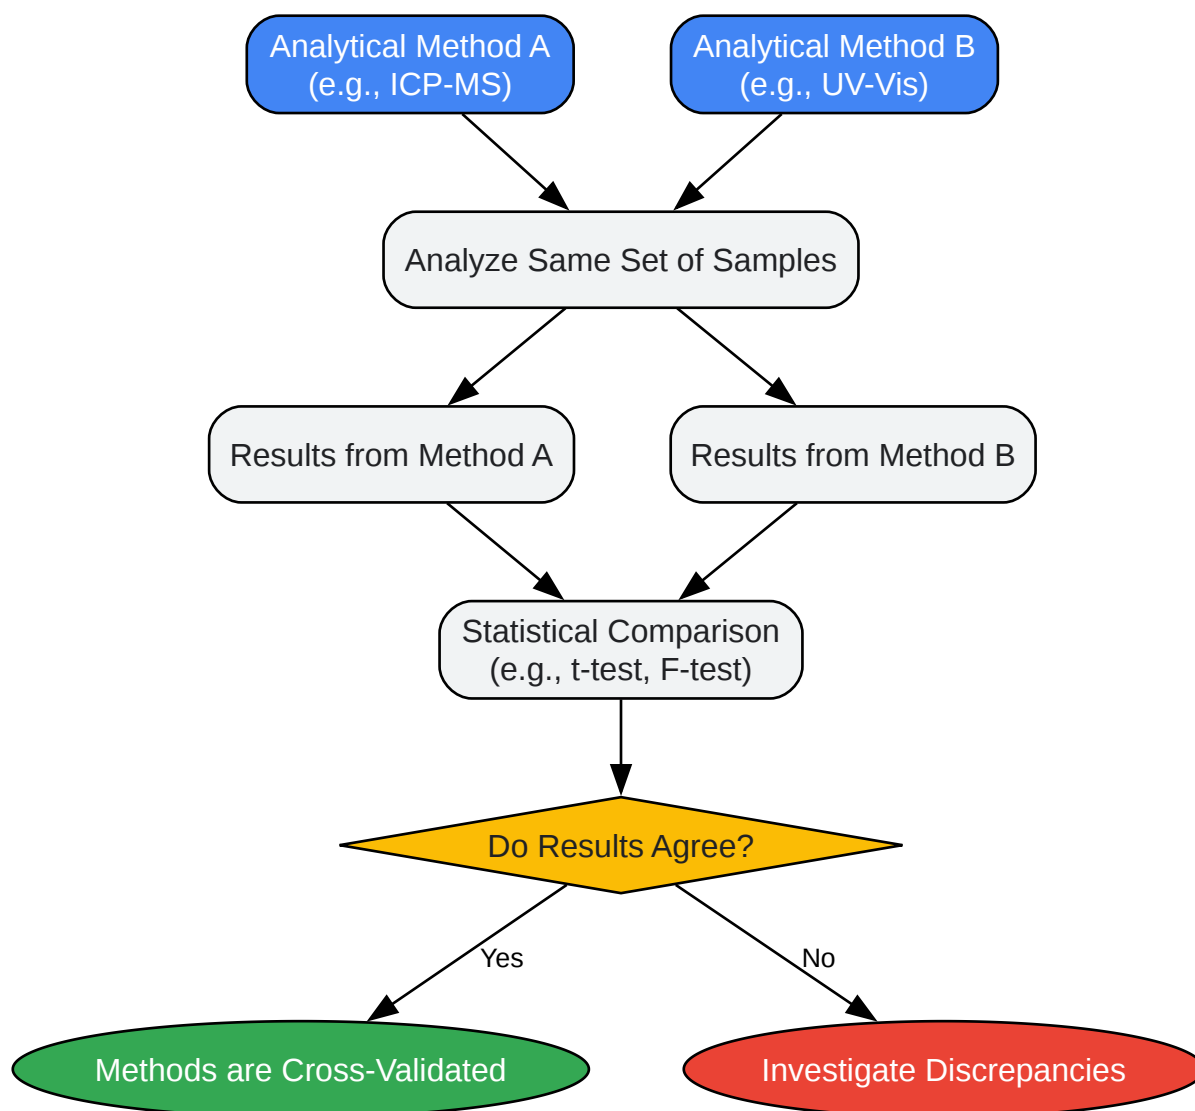 Analytical Method A
(e.g., ICP-MS)
Analytical Method B
(e.g., UV-Vis)
Analyze Same Set of Samples
Results from Method A
Results from Method B
Statistical Comparison
(e.g., t-test, F-test)
Do Results Agree?
Yes
No
Methods are Cross-Validated
Investigate Discrepancies